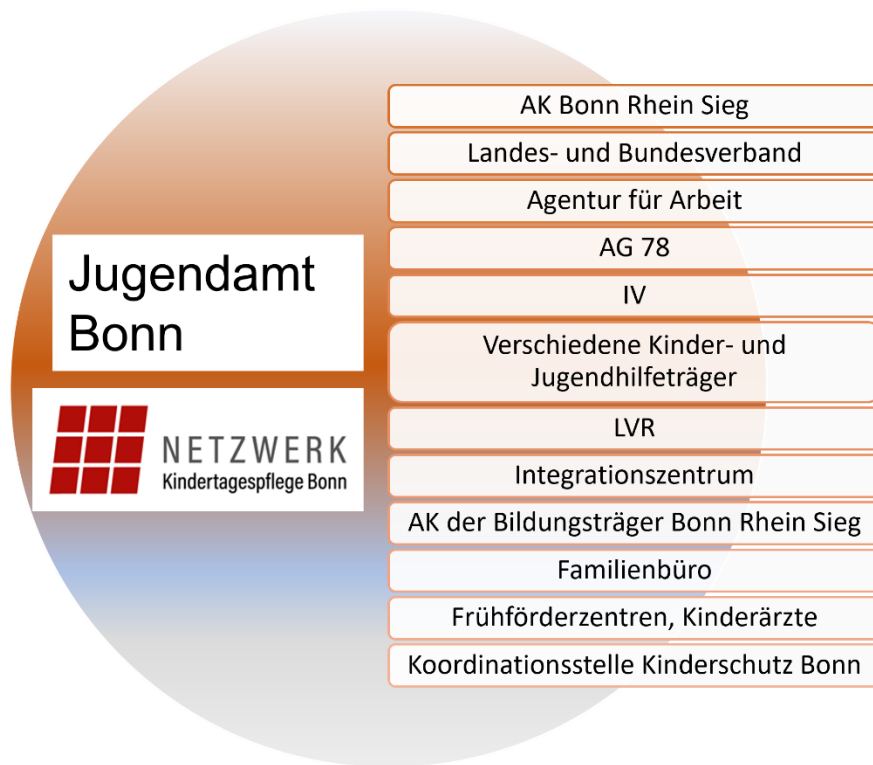 Jugendamt
Bonn
NETZWERK
Kindertagespflege Bonn
AK Bonn Rhein Sieg
Landes- und Bundesverband
Agentur für Arbeit
AG 78
IV
Verschiedene Kinder- und
Jugendhilfeträger
LVR
Integrationszentrum
AK der Bildungsträger Bonn Rhein Sieg
Familienbüro
Frühförderzentren, Kinderärzte
Koordinationsstelle Kinderschutz Bonn